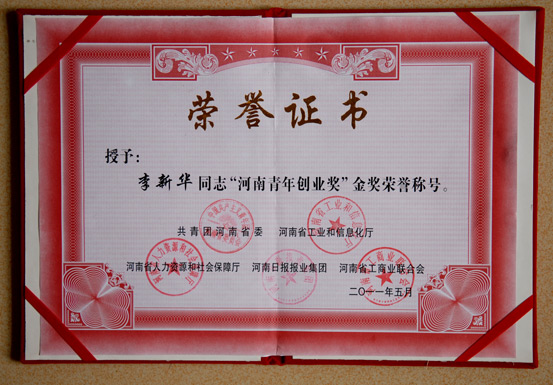 荣誉证书
授予：
李新华同志“河南青年创业奖”金奖荣誉称号。
共青团河南省委 河南省工业和信息化厅
河南省人力资源和社会保障厅 河南日报报业集团 河南省工商业联合会
二〇一一年五月